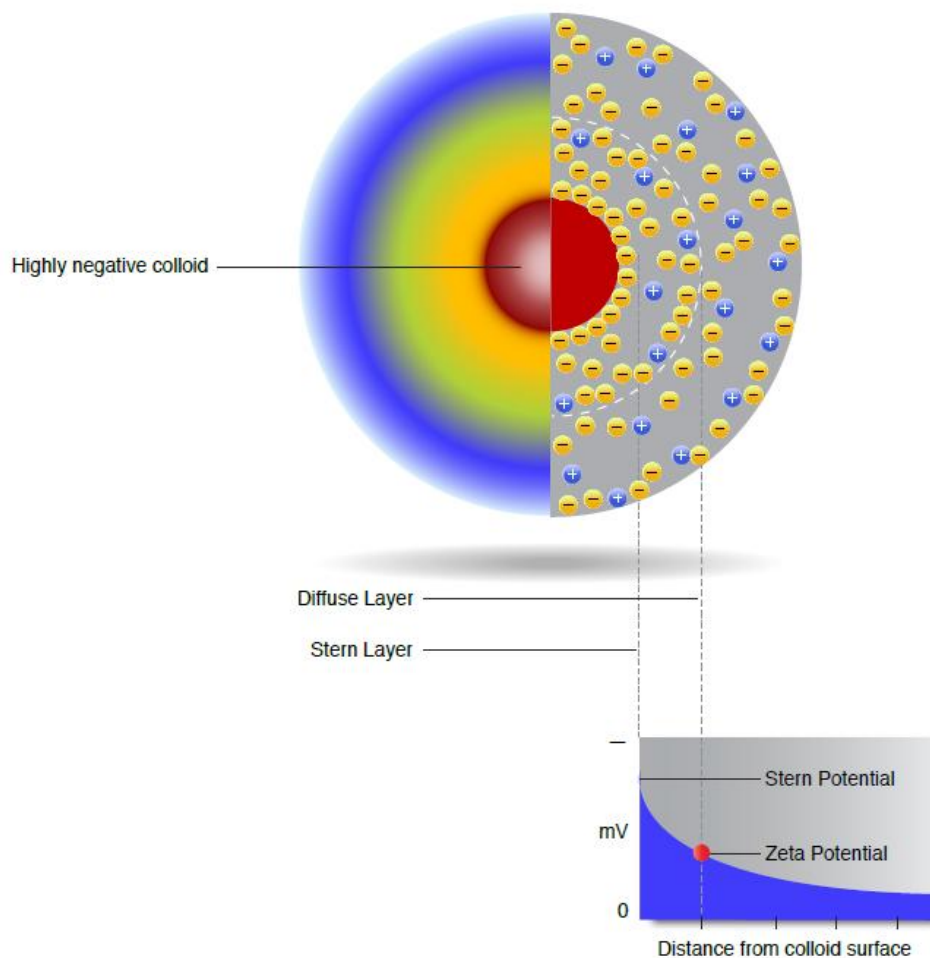 Highly negative colloid
Diffuse Layer
Stern Layer
–
Stern Potential
mV
Zeta Potential
0
Distance from colloid surface